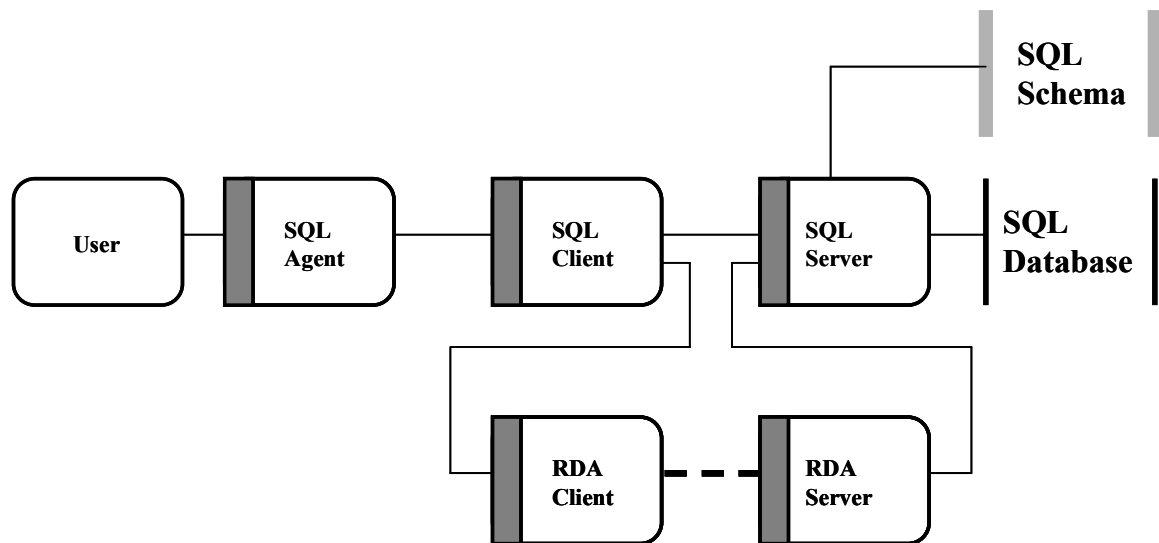 SQL
Schema
User
SQL
Agent
SQL
Client
SQL
Server
SQL
Database
RDA
Client
RDA
Server